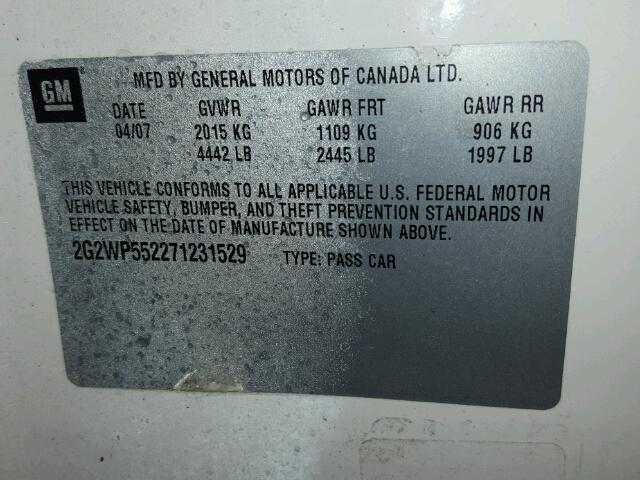 GM
MFD BY GENERAL MOTORS OF CANADA LTD.
DATE GVWR GAWR FRT GAWR RR
04/07 2015 KG 1109 KG 906 KG
4442 LB 2445 LB 1997 LB
THIS VEHICLE CONFORMS TO ALL APPLICABLE U.S. FEDERAL MOTOR
VEHICLE SAFETY, BUMPER, AND THEFT PREVENTION STANDARDS IN
EFFECT ON THE DATE OF MANUFACTURE SHOWN ABOVE.
2G2WP552271231529 TYPE: PASS CAR